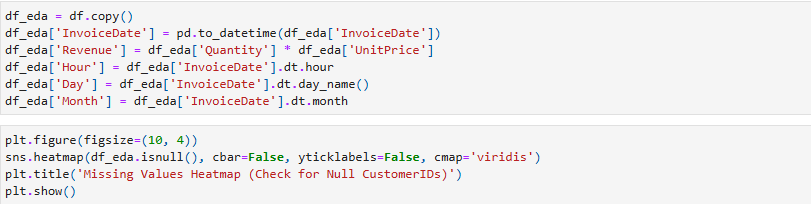 df_eda = df.copy()
df_eda['InvoiceDate'] = pd.to_datetime(df_eda['InvoiceDate'])
df_eda['Revenue'] = df_eda['Quantity'] * df_eda['UnitPrice']
df_eda['Hour'] = df_eda['InvoiceDate'].dt.hour
df_eda['Day'] = df_eda['InvoiceDate'].dt.day_name()
df_eda['Month'] = df_eda['InvoiceDate'].dt.month
plt.figure(figsize=(10, 4))
sns.heatmap(df_eda.isnull(), cbar=False, yticklabels=False, cmap='viridis')
plt.title('Missing Values Heatmap (Check for Null CustomerIDs)')
plt.show()